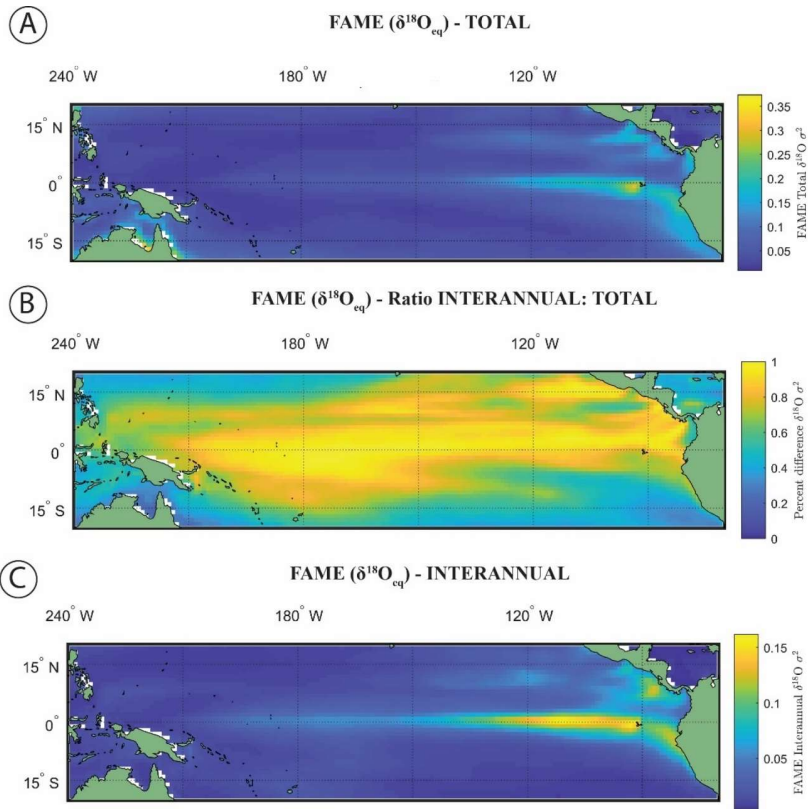 A
FAME (δ¹⁸Oeq) - TOTAL
240° W 180° W 120° W
15° N
0°
15° S
0.35
0.3
0.25
0.2
0.15
0.1
0.05
FAME Total δ¹⁸O σ²
B
FAME (δ¹⁸Oeq) - Ratio INTERANNUAL: TOTAL
240° W 180° W 120° W
15° N
0°
15° S
1
0.8
0.6
0.4
0.2
0
Percent difference δ¹⁸O σ²
C
FAME (δ¹⁸Oeq) - INTERANNUAL
240° W 180° W 120° W
15° N
0°
15° S
0.15
0.1
0.05
FAME Interannual δ¹⁸O σ²